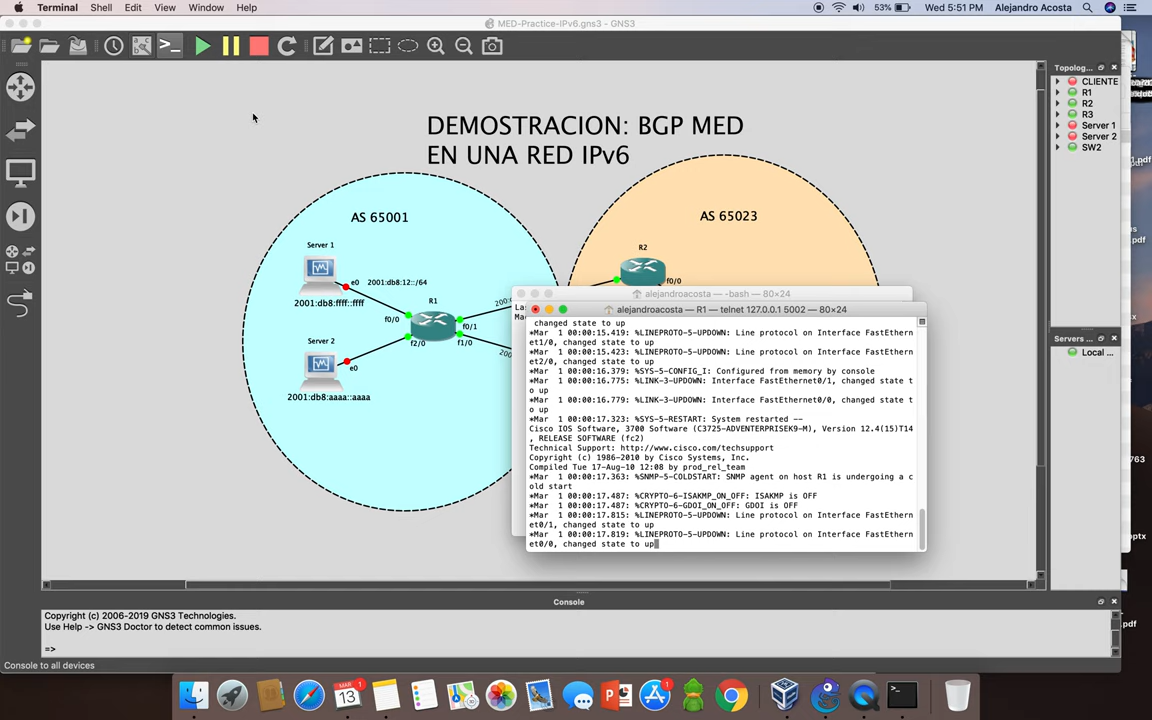 Terminal Shell Edit View Window Help
53% Wed 5:51 PM Alejandro Acosta
MED-Practice-IPv6.gns3 - GNS3
DEMOSTRACION: BGP MED
EN UNA RED IPv6
AS 65001
AS 65023
Server 1
e0
2001:db8:12::/64
2001:db8:ffff::ffff
f0/0
R1
f0/1
f2/0
f1/0
Server 2
e0
2001:db8:aaaa::aaaa
R2
f0/0
Topolog...
CLIENTE
R1
R2
R3
Server 1
Server 2
SW2
Servers ...
Local ...
alejandroacosta — -bash — 80×24
alejandroacosta — R1 — telnet 127.0.0.1 5002 — 80×24
changed state to up
*Mar 1 00:00:15.419: %LINEPROTO-5-UPDOWN: Line protocol on Interface FastEthern
et1/0, changed state to up
*Mar 1 00:00:15.423: %LINEPROTO-5-UPDOWN: Line protocol on Interface FastEthern
et2/0, changed state to up
*Mar 1 00:00:16.379: %SYS-5-CONFIG_I: Configured from memory by console
*Mar 1 00:00:16.775: %LINK-3-UPDOWN: Interface FastEthernet0/1, changed state t
o up
*Mar 1 00:00:16.779: %LINK-3-UPDOWN: Interface FastEthernet0/0, changed state t
o up
*Mar 1 00:00:17.323: %SYS-5-RESTART: System restarted --
Cisco IOS Software, 3700 Software (C3725-ADVENTERPRISEK9-M), Version 12.4(15)T14
, RELEASE SOFTWARE (fc2)
Technical Support: http://www.cisco.com/techsupport
Copyright (c) 1986-2010 by Cisco Systems, Inc.
Compiled Tue 17-Aug-10 12:08 by prod_rel_team
*Mar 1 00:00:17.363: %SNMP-5-COLDSTART: SNMP agent on host R1 is undergoing a c
old start
*Mar 1 00:00:17.487: %CRYPTO-6-ISAKMP_ON_OFF: ISAKMP is OFF
*Mar 1 00:00:17.487: %CRYPTO-6-GDOI_ON_OFF: GDOI is OFF
*Mar 1 00:00:17.815: %LINEPROTO-5-UPDOWN: Line protocol on Interface FastEthern
et0/1, changed state to up
*Mar 1 00:00:17.819: %LINEPROTO-5-UPDOWN: Line protocol on Interface FastEthern
et0/0, changed state to up
Console
Copyright (c) 2006-2019 GNS3 Technologies.
Use Help -> GNS3 Doctor to detect common issues.
=>
Console to all devices